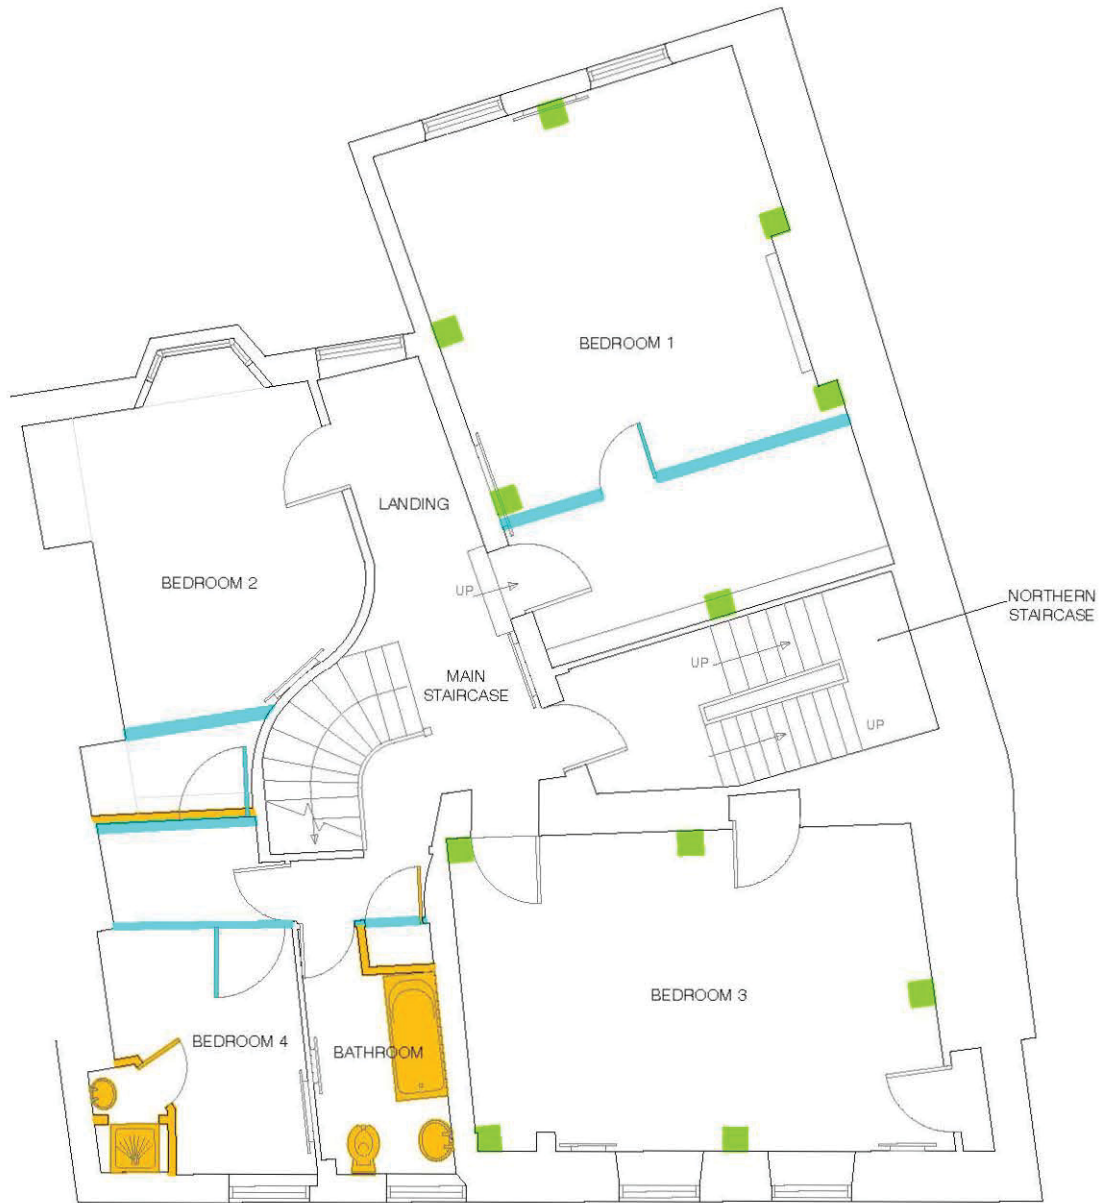 BEDROOM 1
LANDING
BEDROOM 2
UP
NORTHERN
STAIRCASE
UP
MAIN
STAIRCASE
UP
BEDROOM 3
BEDROOM 4
BATHROOM